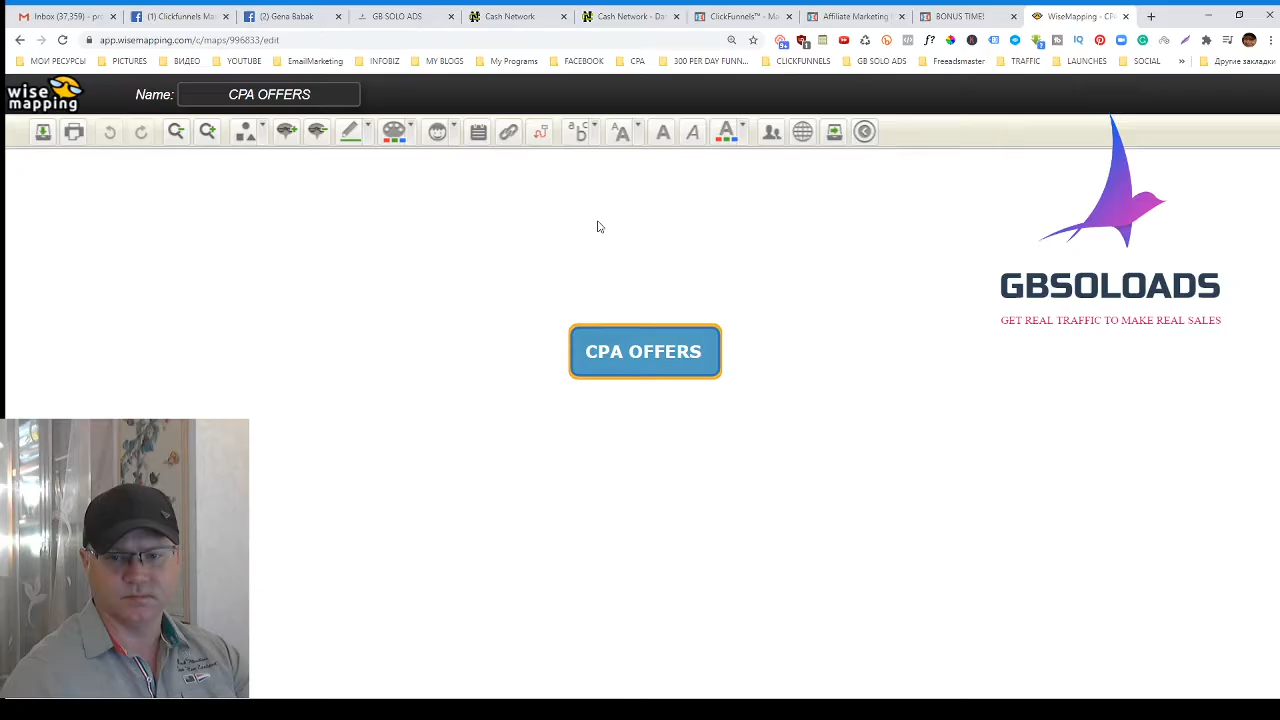 Inbox (37,359) - pro
(1) Clickfunnels Ma
(2) Gena Babak
GB SOLO ADS
Cash Network
Cash Network - Da
ClickFunnels™ - Ma
Affiliate Marketing
BONUS TIME!
WiseMapping - CP
app.wisemapping.com/c/maps/996833/edit
МОИ РЕСУРСЫ
PICTURES
ВИДЕО
YOUTUBE
EmailMarketing
INFOBIZ
MY BLOGS
My Programs
FACEBOOK
CPA
300 PER DAY FUNN...
CLICKFUNNELS
GB SOLO ADS
Freeadsmaster
TRAFFIC
LAUNCHES
SOCIAL
Другие закладки
wise
mapping
Name:
CPA OFFERS
GBSOLOADS
GET REAL TRAFFIC TO MAKE REAL SALES
CPA OFFERS